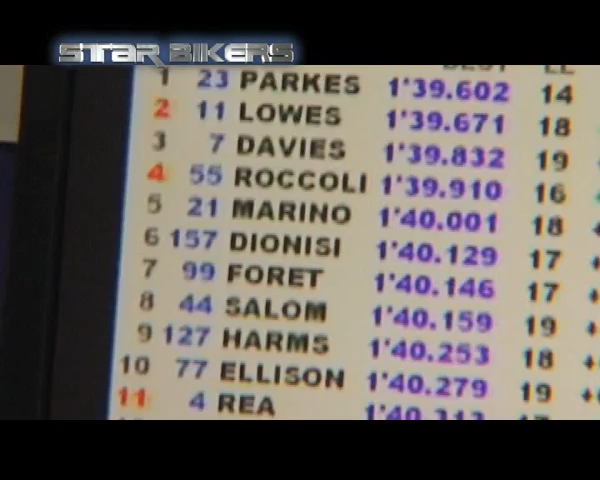 STAR BIKERS
1 23 PARKES 1'39.602 14
2 11 LOWES 1'39.671 18
3 7 DAVIES 1'39.832 19
4 55 ROCCOLI 1'39.910 16
5 21 MARINO 1'40.001 18
6 157 DIONISI 1'40.129 17
7 99 FORET 1'40.146 17
8 44 SALOM 1'40.159 19
9 127 HARMS 1'40.253 18
10 77 ELLISON 1'40.279 19
11 4 REA